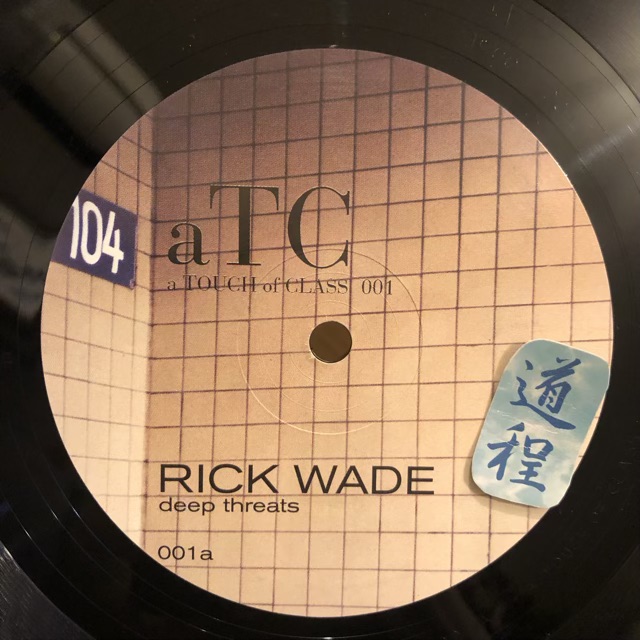 104
aTC
a TOUCH of CLASS 001
道程
RICK WADE
deep threats
001a